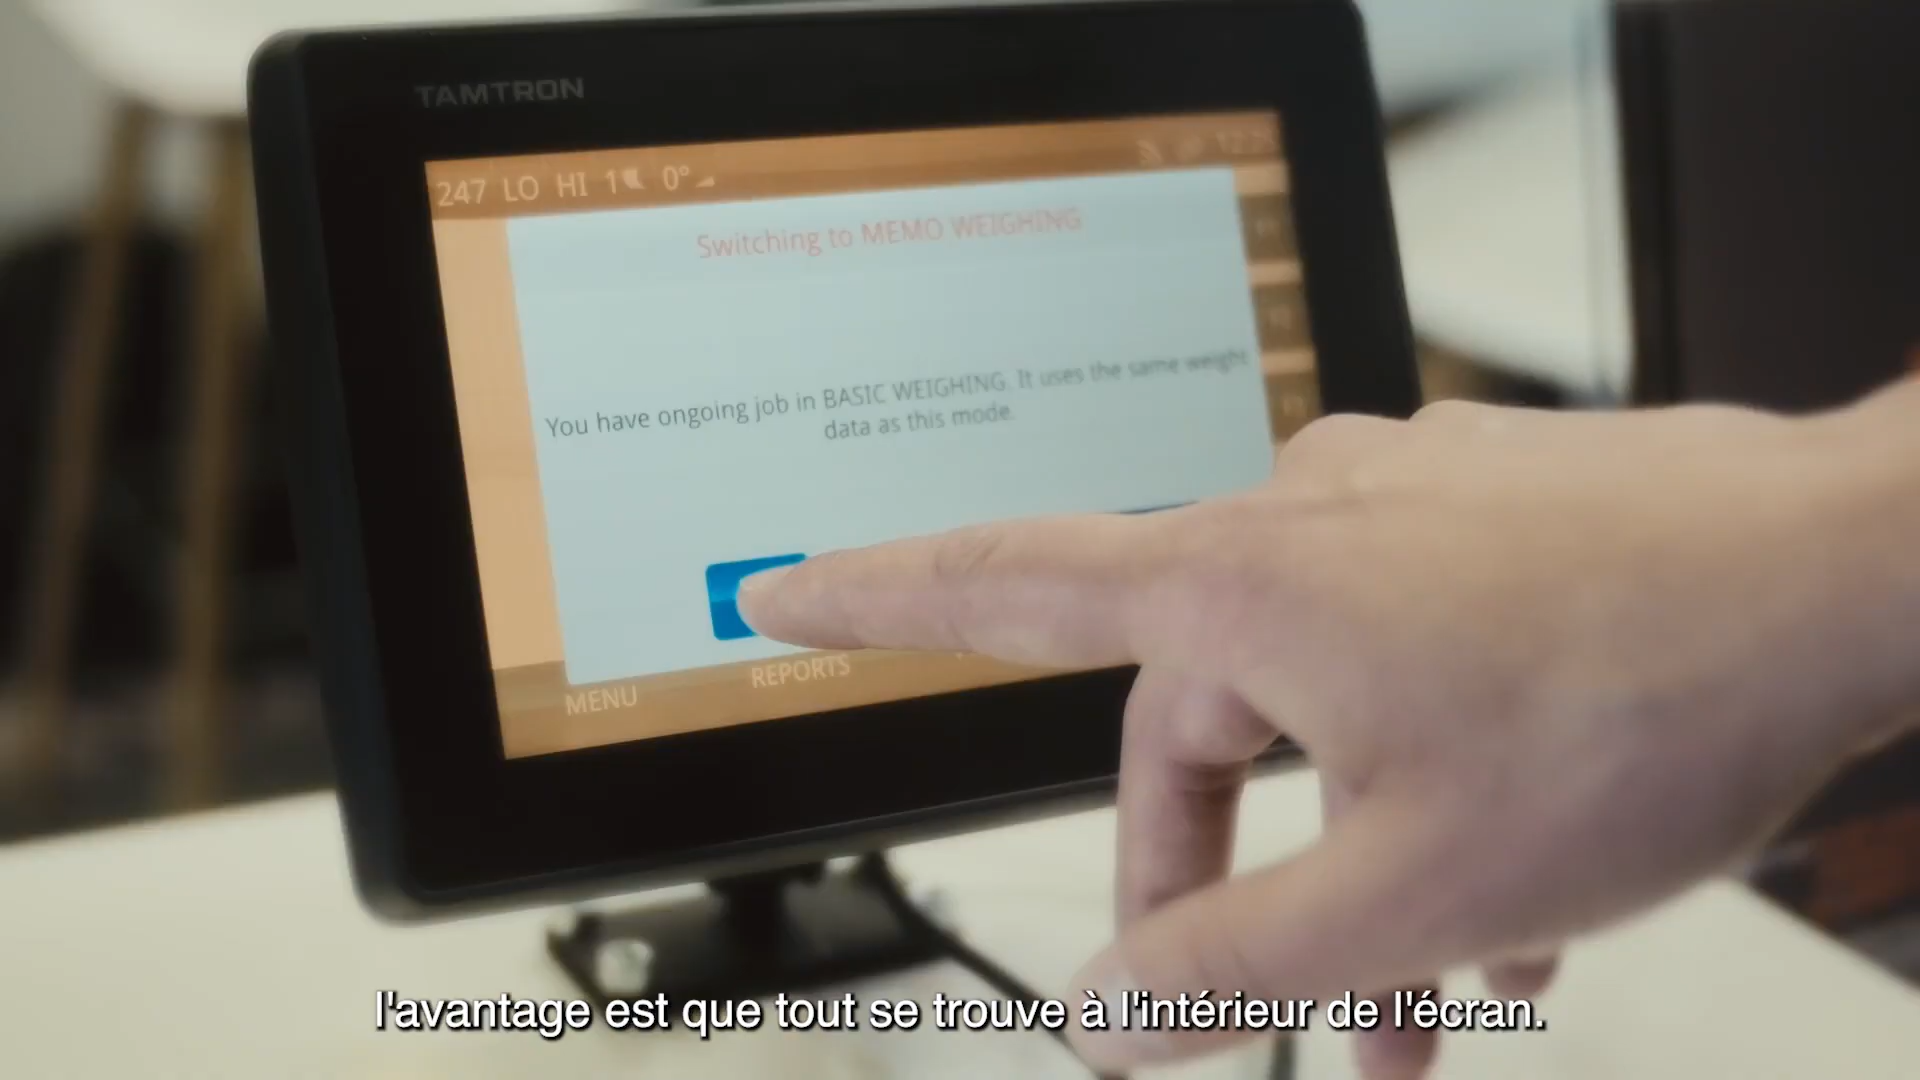 TAMTRON
247 LO HI 1 0°
Switching to MEMO WEIGHING
You have ongoing job in BASIC WEIGHING. It uses the same weight
data as this mode.
MENU
REPORTS
l'avantage est que tout se trouve à l'intérieur de l'écran.